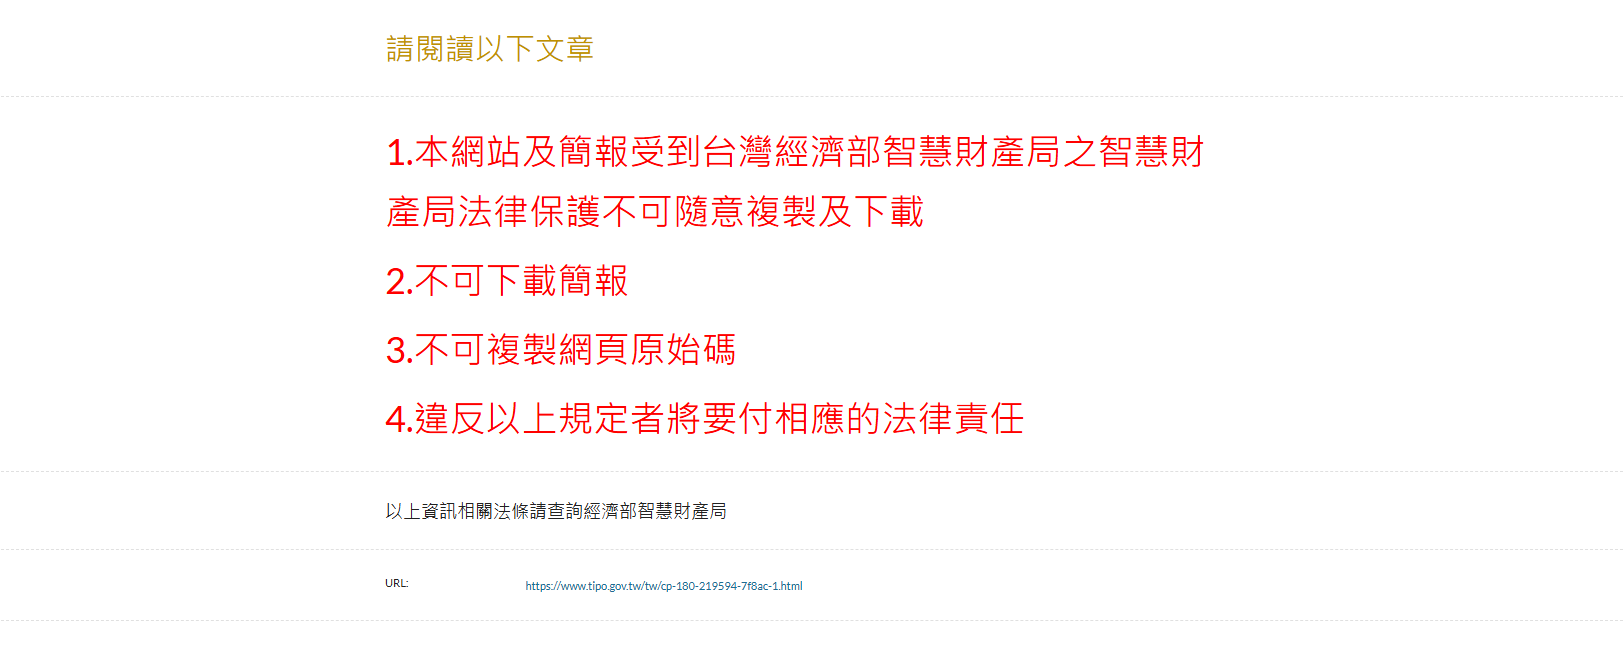 請閱讀以下文章
1.本網站及簡報受到台灣經濟部智慧財產局之智慧財
產局法律保護不可隨意複製及下載
2.不可下載簡報
3.不可複製網頁原始碼
4.違反以上規定者將要付相應的法律責任
以上資訊相關法條請查詢經濟部智慧財產局
URL: https://www.tipo.gov.tw/tw/cp-180-219594-7f8ac-1.html